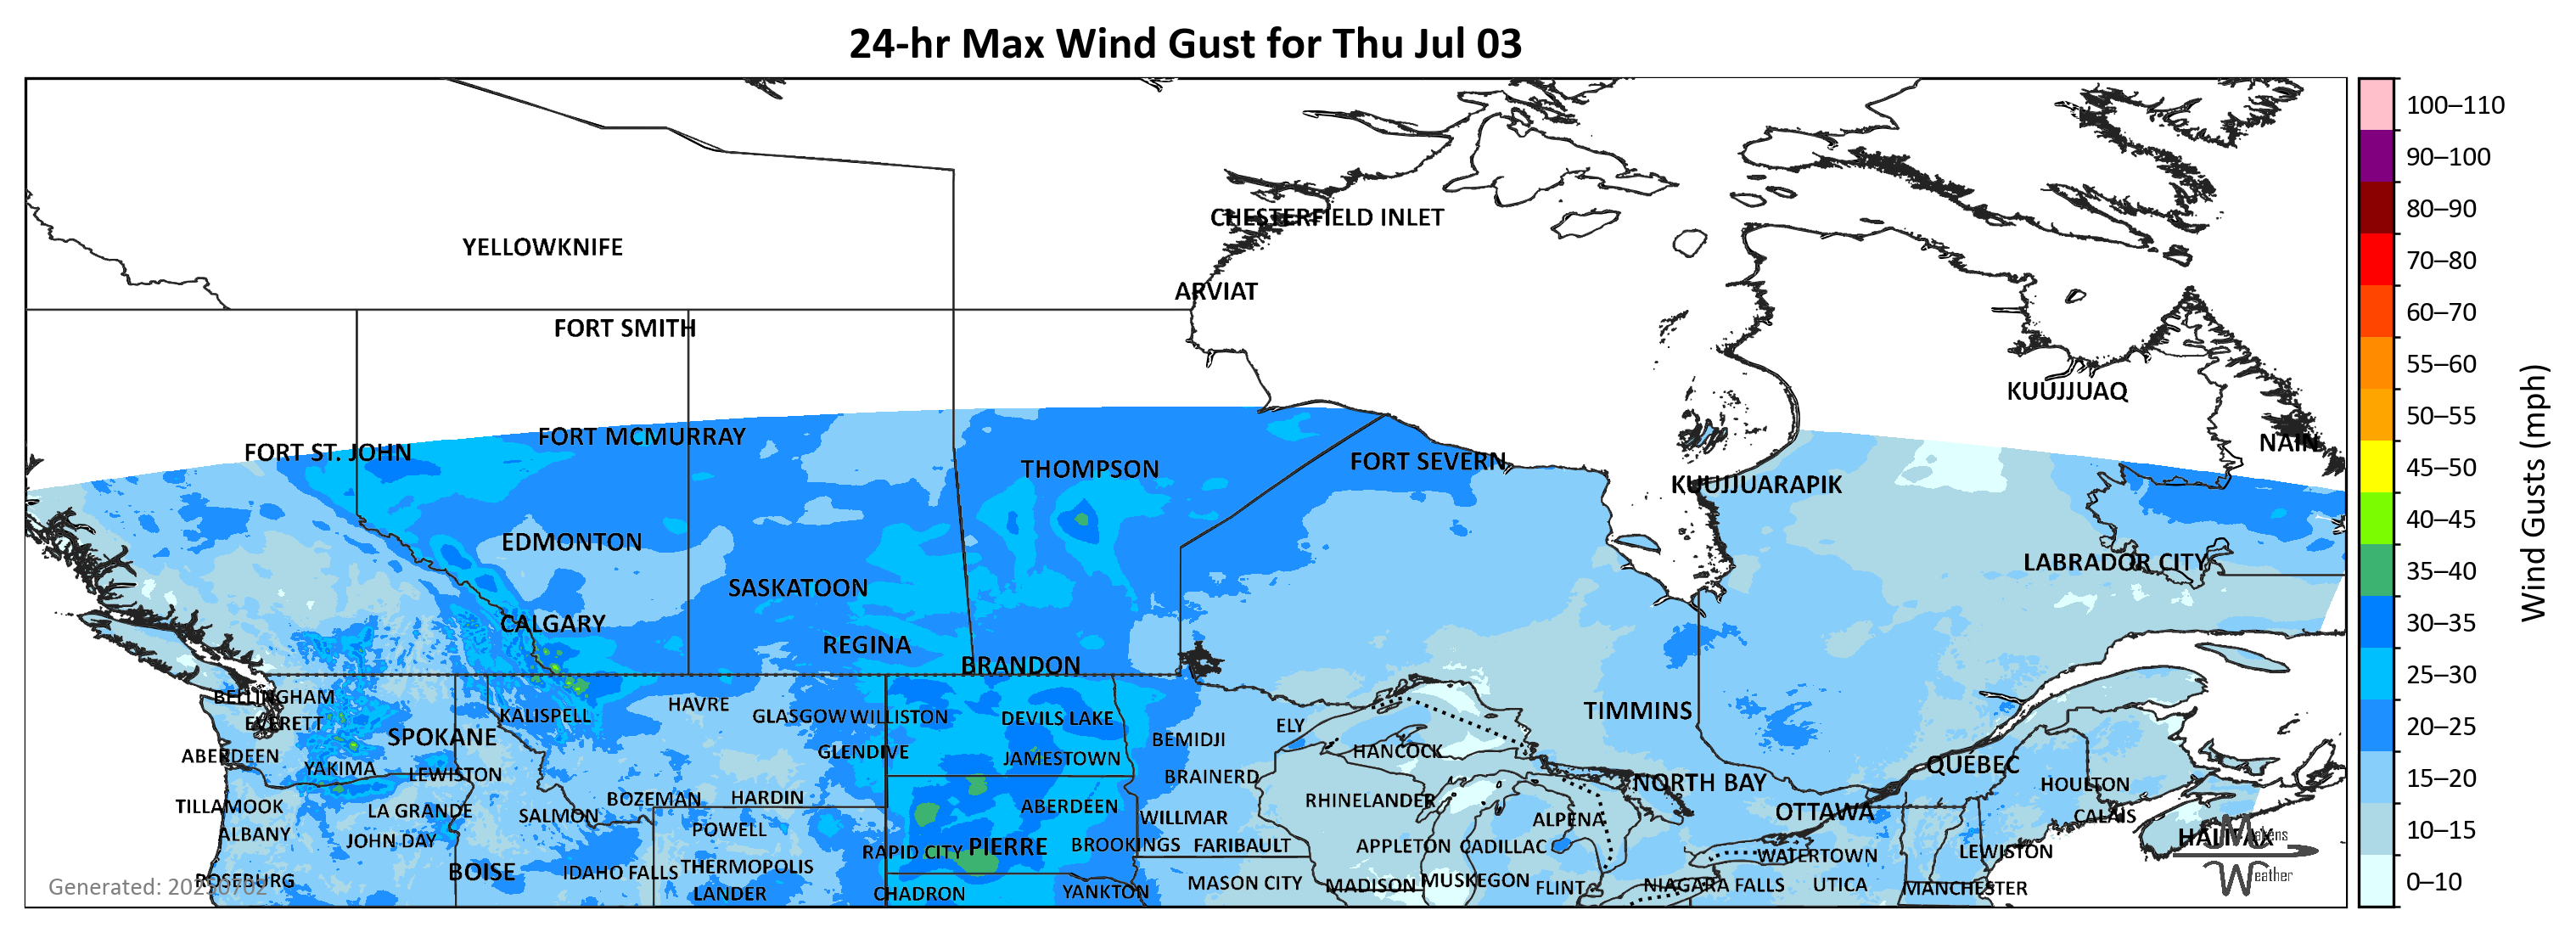 24-hr Max Wind Gust for Thu Jul 03
100–110
90–100
80–90
CHESTERFIELD INLET
YELLOWKNIFE
70–80
ARVIAT
60–70
FORT SMITH
55–60
KUUJJUAQ
50–55
FORT MCMURRAY
NAIN
FORT ST. JOHN
THOMPSON
FORT SEVERN
45–50
KUUJJUARAPIK
40–45
Wind Gusts (mph)
EDMONTON
LABRADOR CITY
35–40
SASKATOON
CALGARY
30–35
REGINA
BRANDON
25–30
BELLINGHAM
HAVRE
KALISPELL
GLASGOW WILLISTON
DEVILS LAKE
TIMMINS
EVERETT
ELY
20–25
SPOKANE
BEMIDJI
GLENDIVE
HANCOCK
ABERDEEN
JAMESTOWN
QUEBEC
YAKIMA
LEWISTON
BRAINERD
15–20
NORTH BAY
HOULTON
BOZEMAN
HARDIN
RHINELANDER
TILLAMOOK
LA GRANDE
ABERDEEN
SALMON
WILLMAR
ALPENA
OTTAWA
CALAIS
10–15
ALBANY
POWELL
HALIFAX
Makens
JOHN DAY
RAPID CITY
PIERRE
BROOKINGS
FARIBAULT
APPLETON
CADILLAC
WATERTOWN
LEWISTON
BOISE
IDAHO FALLS
THERMOPOLIS
Weather
ROSEBURG
MASON CITY
MADISON
MUSKEGON
FLINT
NIAGARA FALLS
UTICA
MANCHESTER
0–10
LANDER
CHADRON
YANKTON
Generated: 20250702